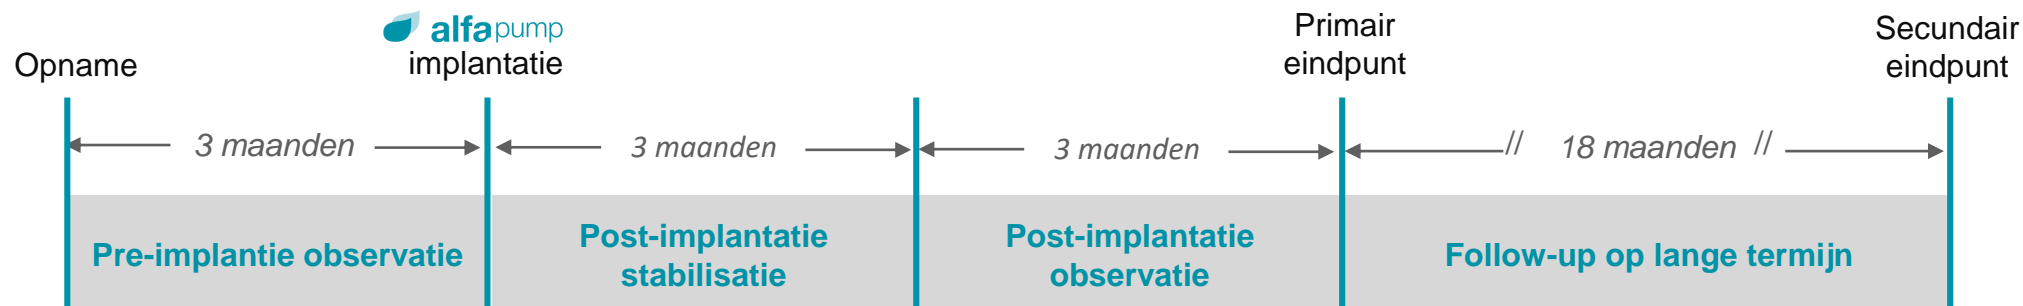 Opname
alfapump
implantatie
Primair
eindpunt
Secundair
eindpunt
3 maanden
3 maanden
3 maanden
// 18 maanden //
Pre-implantie observatie
Post-implantatie
stabilisatie
Post-implantatie
observatie
Follow-up op lange termijn